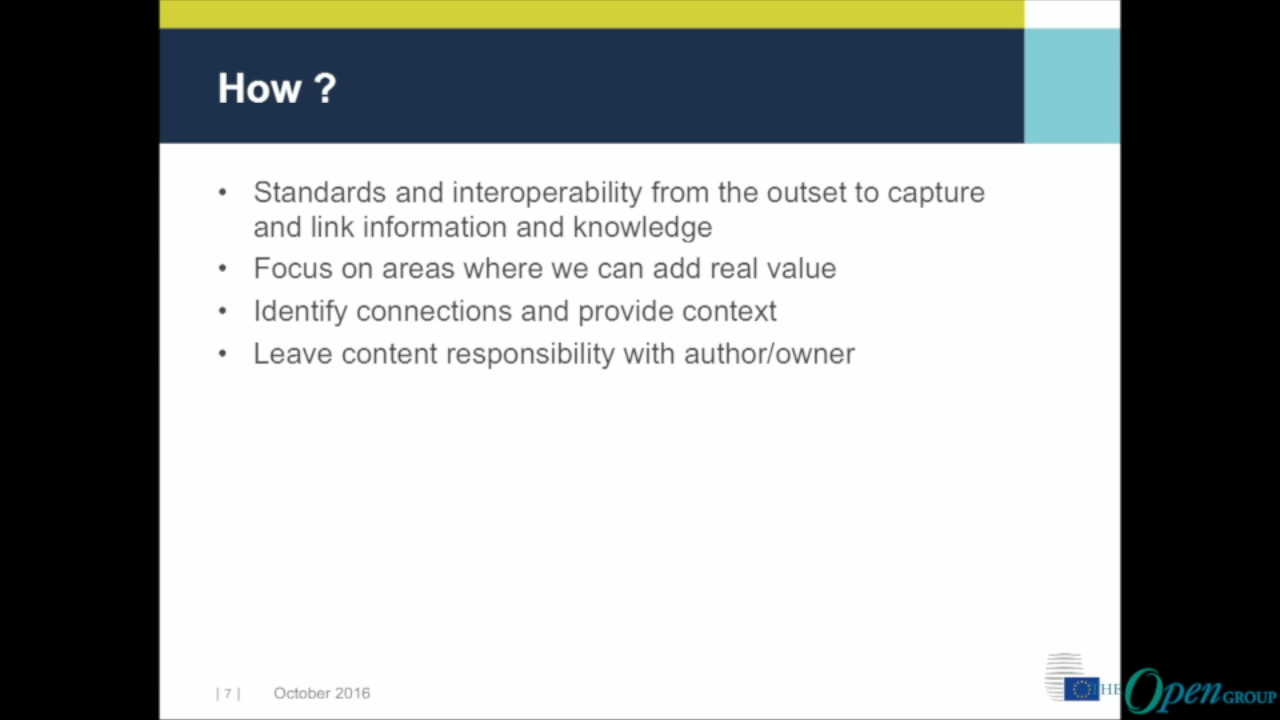 How ?
• Standards and interoperability from the outset to capture
and link information and knowledge
• Focus on areas where we can add real value
• Identify connections and provide context
• Leave content responsibility with author/owner
| 7 | October 2016
THE Open GROUP